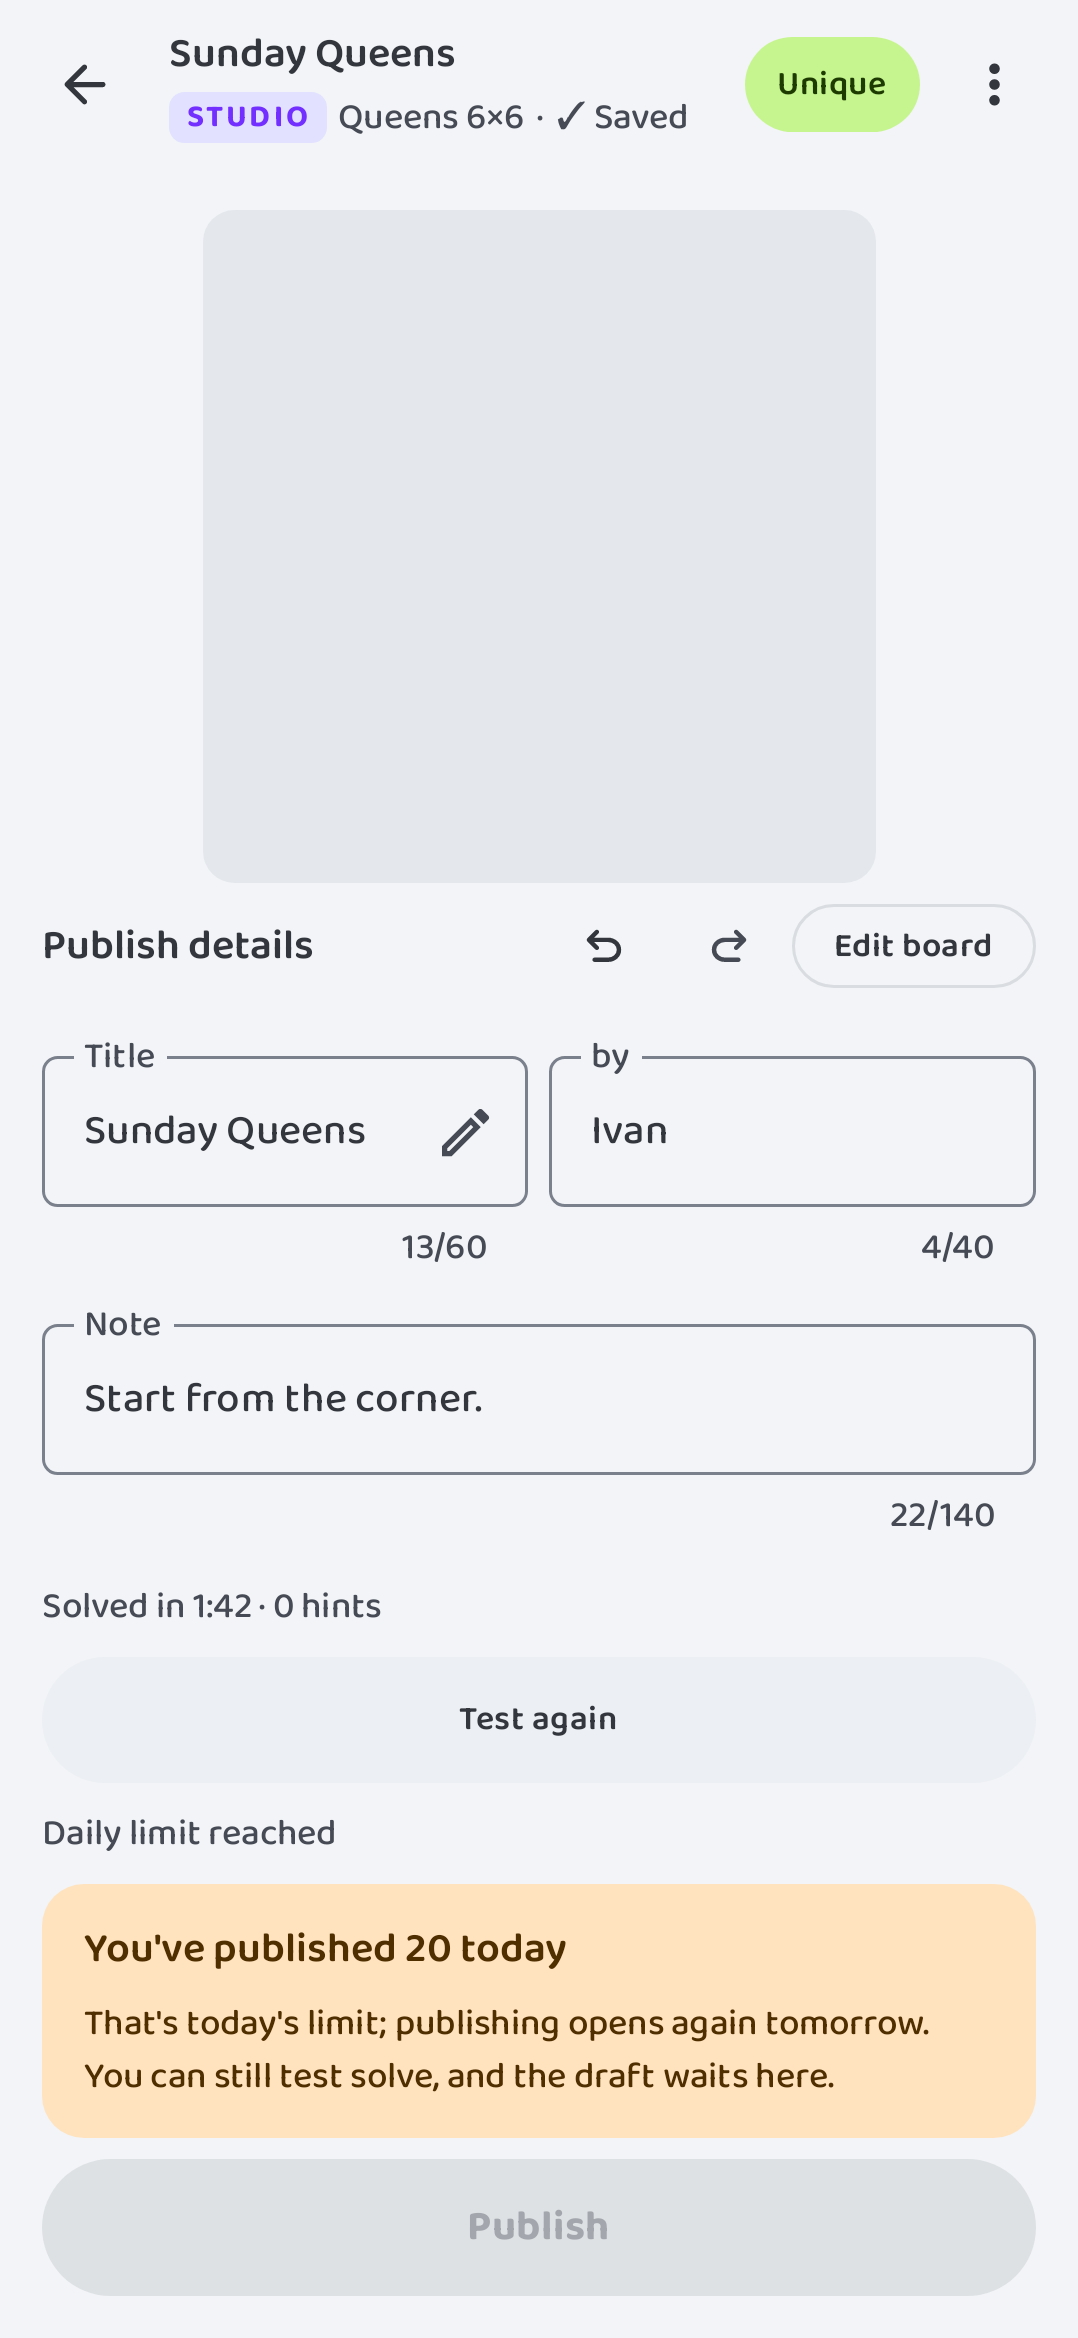 Sunday Queens
STUDIO Queens 6×6 · ✓ Saved
Unique
Publish details
Edit board
Title
Sunday Queens
13/60
by
Ivan
4/40
Note
Start from the corner.
22/140
Solved in 1:42 · 0 hints
Test again
Daily limit reached
You've published 20 today
That's today's limit; publishing opens again tomorrow.
You can still test solve, and the draft waits here.
Publish